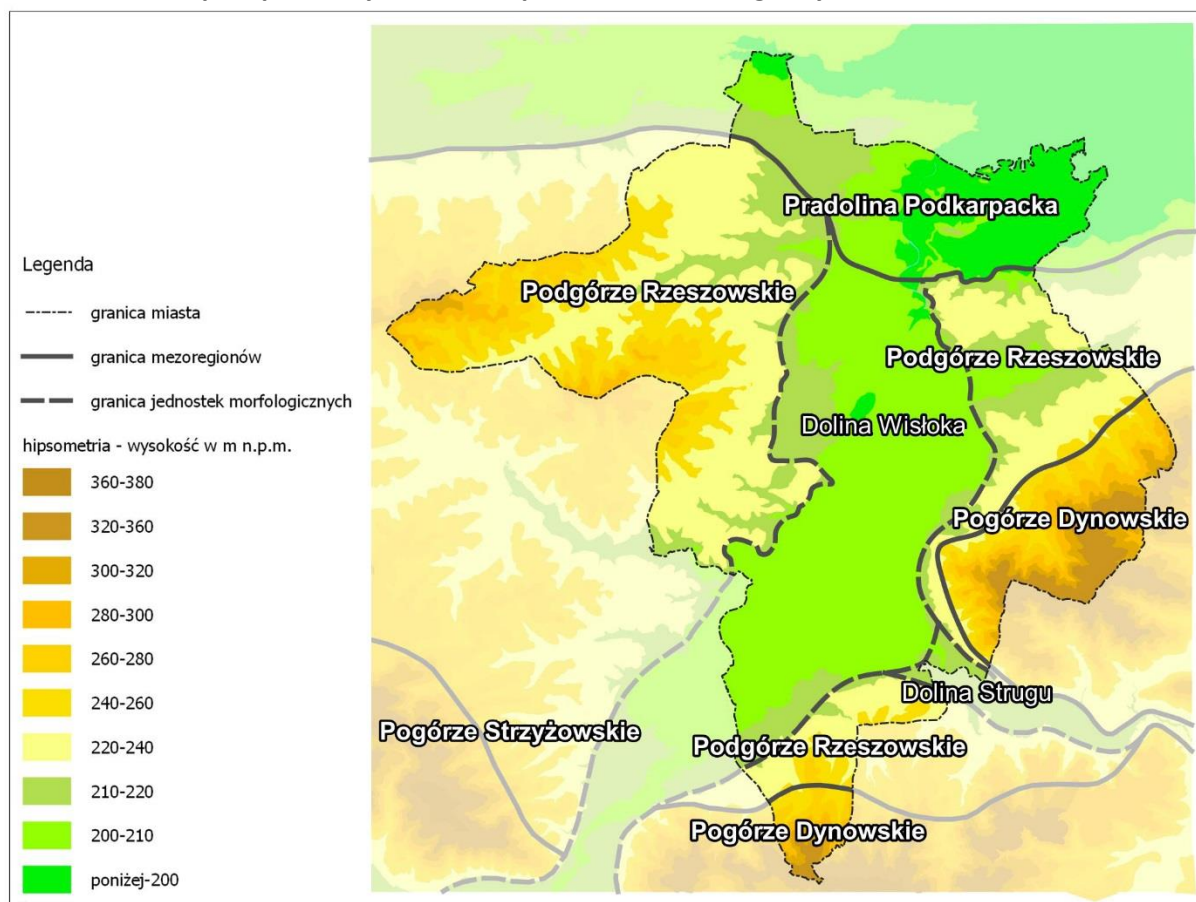 Legenda
granica miasta
granica mezoregionów
granica jednostek morfologicznych
hipsometria - wysokość w m n.p.m.
360-380
320-360
300-320
280-300
260-280
240-260
220-240
210-220
200-210
poniżej-200
Pradolina Podkarpacka
Podgórze Rzeszowskie
Podgórze Rzeszowskie
Dolina Wisłoka
Pogórze Dynowskie
Dolina Strugu
Pogórze Strzyżowskie
Podgórze Rzeszowskie
Pogórze Dynowskie